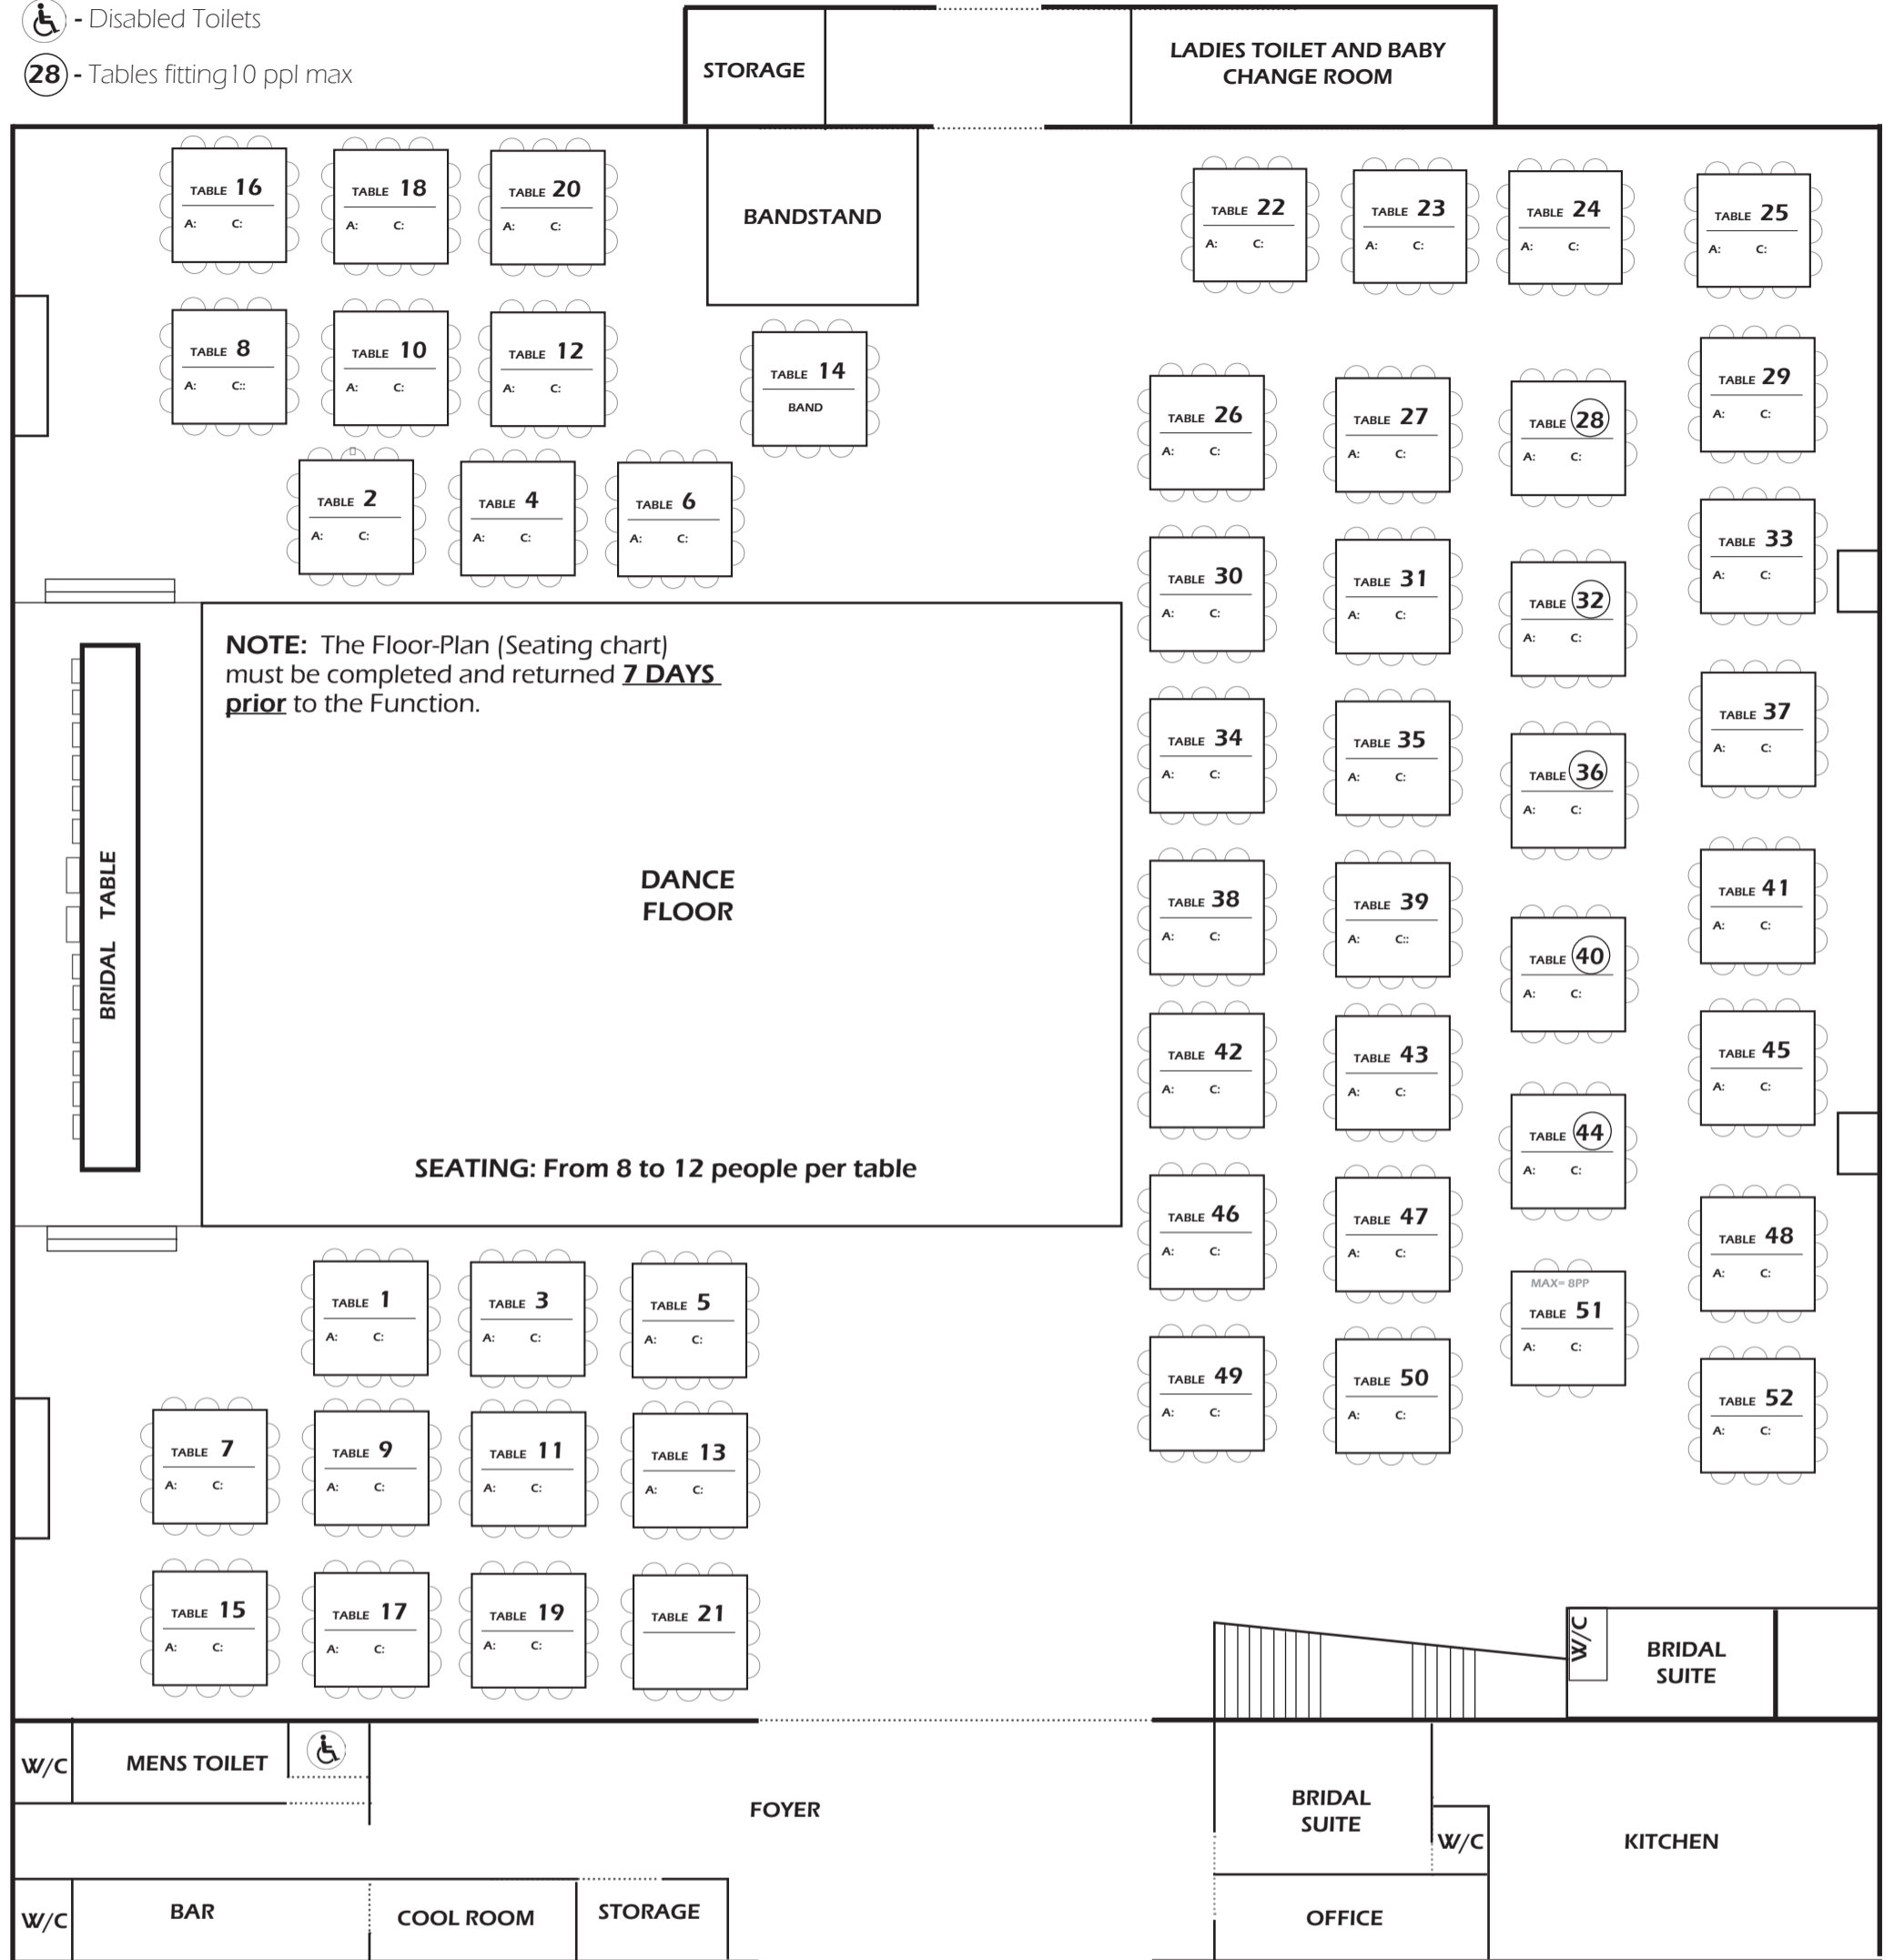 - Disabled Toilets
28 - Tables fitting10 ppl max
STORAGE
LADIES TOILET AND BABY
CHANGE ROOM
BANDSTAND
TABLE 16
A: C:
TABLE 18
A: C:
TABLE 20
A: C:
TABLE 22
A: C:
TABLE 23
A: C:
TABLE 24
A: C:
TABLE 25
A: C:
TABLE 8
A: C::
TABLE 10
A: C:
TABLE 12
A: C:
TABLE 14
BAND
TABLE 26
A: C:
TABLE 27
A: C:
TABLE 28
A: C:
TABLE 29
A: C:
TABLE 2
A: C:
TABLE 4
A: C:
TABLE 6
A: C:
TABLE 30
A: C:
TABLE 31
A: C:
TABLE 32
A: C:
TABLE 33
A: C:
NOTE: The Floor-Plan (Seating chart)
must be completed and returned 7 DAYS
prior to the Function.
TABLE 34
A: C:
TABLE 35
A: C:
TABLE 36
A: C:
TABLE 37
A: C:
BRIDAL TABLE
DANCE
FLOOR
TABLE 38
A: C:
TABLE 39
A: C::
TABLE 40
A: C:
TABLE 41
A: C:
TABLE 42
A: C:
TABLE 43
A: C:
TABLE 44
A: C:
TABLE 45
A: C:
SEATING: From 8 to 12 people per table
TABLE 46
A: C:
TABLE 47
A: C:
MAX= 8PP
TABLE 51
A: C:
TABLE 48
A: C:
TABLE 1
A: C:
TABLE 3
A: C:
TABLE 5
A: C:
TABLE 49
A: C:
TABLE 50
A: C:
TABLE 52
A: C:
TABLE 7
A: C:
TABLE 9
A: C:
TABLE 11
A: C:
TABLE 13
A: C:
TABLE 15
A: C:
TABLE 17
A: C:
TABLE 19
A: C:
TABLE 21
W/C
BRIDAL
SUITE
W/C
MENS TOILET
FOYER
BRIDAL
SUITE
W/C
KITCHEN
W/C
BAR
COOL ROOM
STORAGE
OFFICE